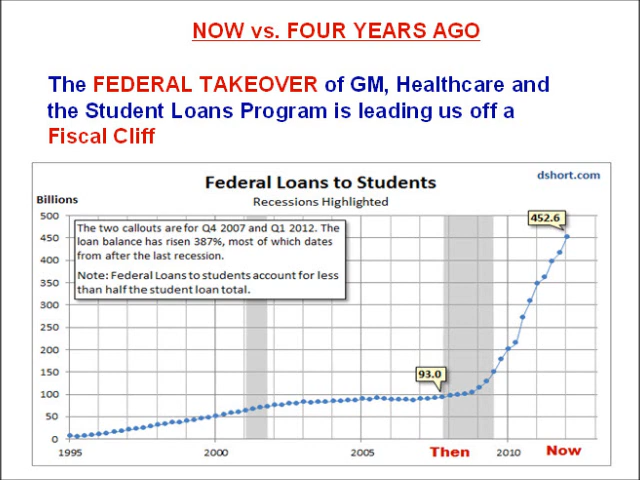 NOW vs. FOUR YEARS AGO
The FEDERAL TAKEOVER of GM, Healthcare and
the Student Loans Program is leading us off a
Fiscal Cliff
dshort.com
Federal Loans to Students
Recessions Highlighted
Billions
The two callouts are for Q4 2007 and Q1 2012. The
loan balance has risen 387%, most of which dates
from after the last recession.
Note: Federal Loans to students account for less
than half the student loan total.
452.6
93.0
500
450
400
350
300
250
200
150
100
50
0
1995 2000 2005 Then 2010 Now